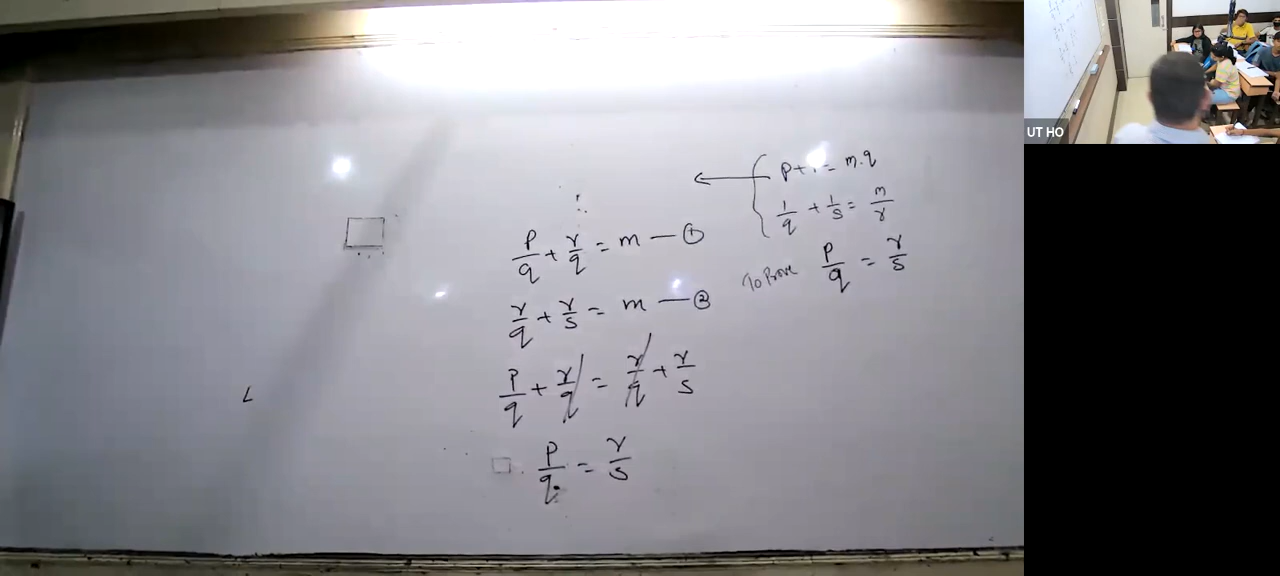 p + r = m.q
1/q + 1/s = m/r
To Prove p/q = r/s
∴
p/q + r/q = m — ①
r/q + r/s = m — ②
p/q + r/q = r/q + r/s
p/q = r/s
UT HO